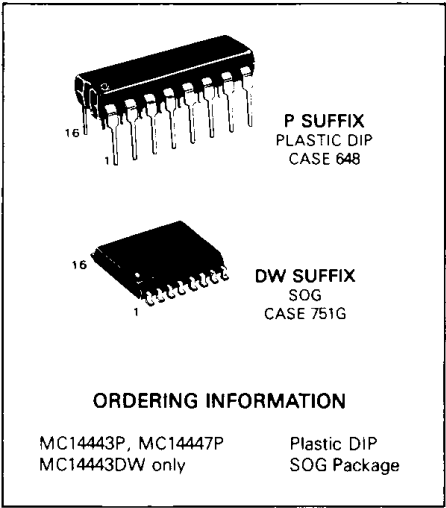 16
1
P SUFFIX
PLASTIC DIP
CASE 648
16
1
DW SUFFIX
SOG
CASE 751G
ORDERING INFORMATION
MC14443P, MC14447P Plastic DIP
MC14443DW only SOG Package